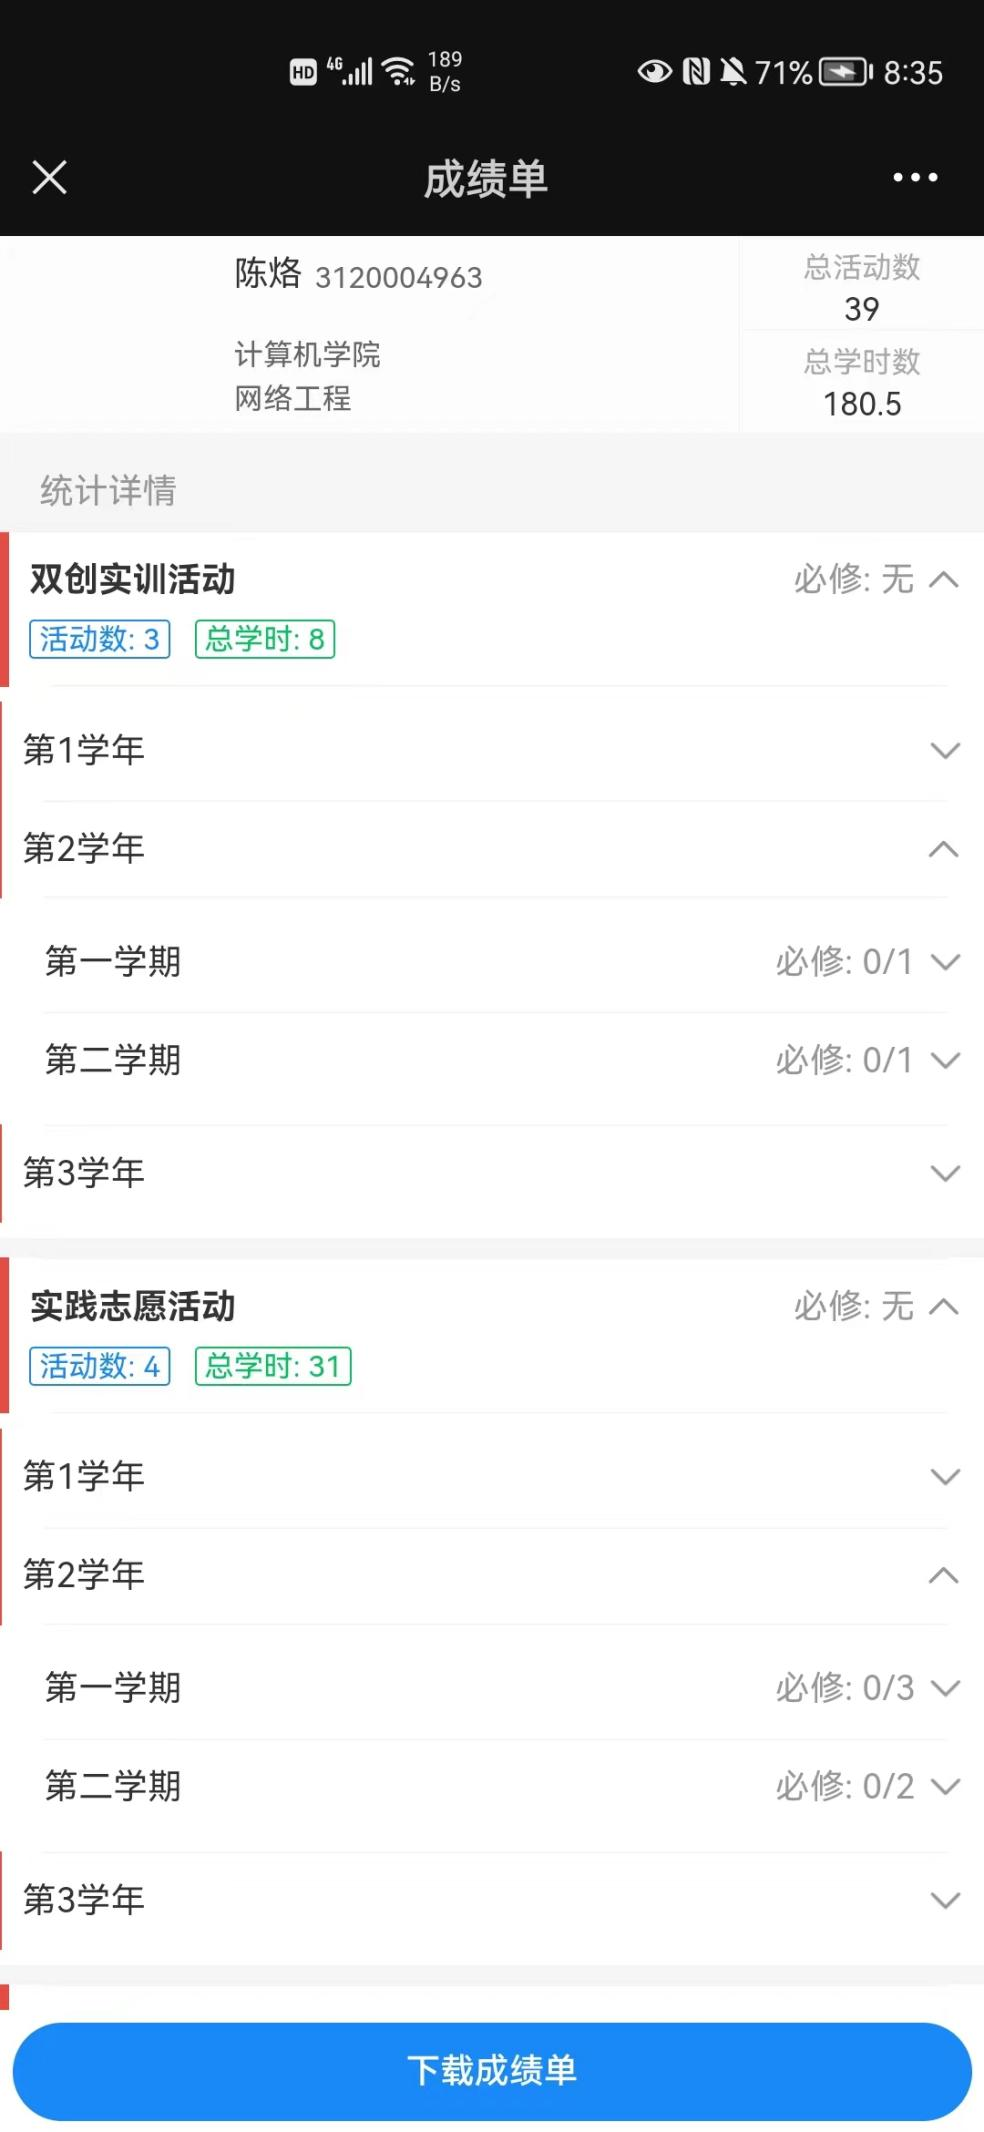 HD 4G 189 B/s 71% 8:35
成绩单
陈烙 3120004963
计算机学院
网络工程
总活动数
39
总学时数
180.5
统计详情
双创实训活动 必修: 无
活动数: 3 总学时: 8
第1学年
第2学年
第一学期 必修: 0/1
第二学期 必修: 0/1
第3学年
实践志愿活动 必修: 无
活动数: 4 总学时: 31
第1学年
第2学年
第一学期 必修: 0/3
第二学期 必修: 0/2
第3学年
下载成绩单